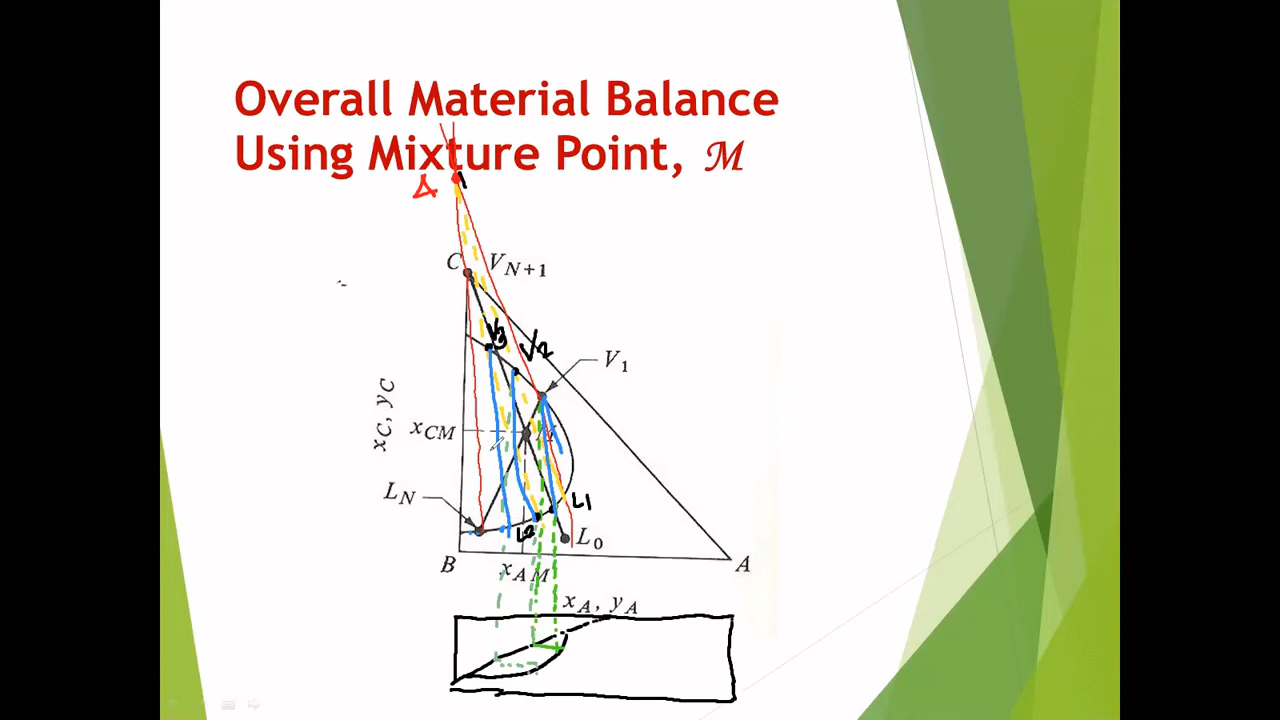 Overall Material Balance
Using Mixture Point, M
Δ
C
V_{N+1}
V3
V2
V_1
x_C, y_C
x_{CM}
M
L_N
L1
L2
L_0
B
x_{AM}
A
x_A, y_A